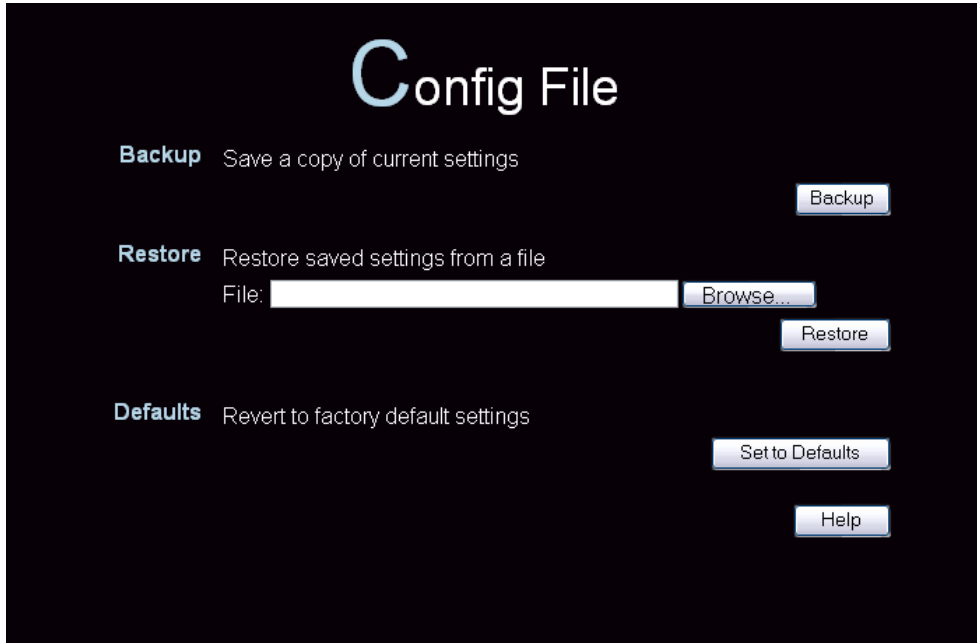 Config File
Backup Save a copy of current settings
Backup
Restore Restore saved settings from a file
File: Browse...
Restore
Defaults Revert to factory default settings
Set to Defaults
Help